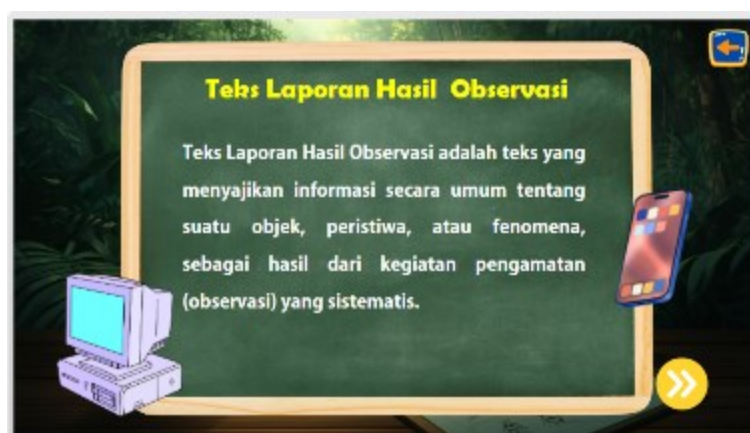 Teks Laporan Hasil Observasi
Teks Laporan Hasil Observasi adalah teks yang
menyajikan informasi secara umum tentang
suatu objek, peristiwa, atau fenomena,
sebagai hasil dari kegiatan pengamatan
(observasi) yang sistematis.